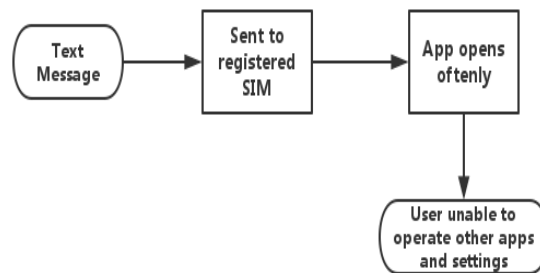 Text
Message
Sent to
registered
SIM
App opens
oftenly
User unable to
operate other apps
and settings